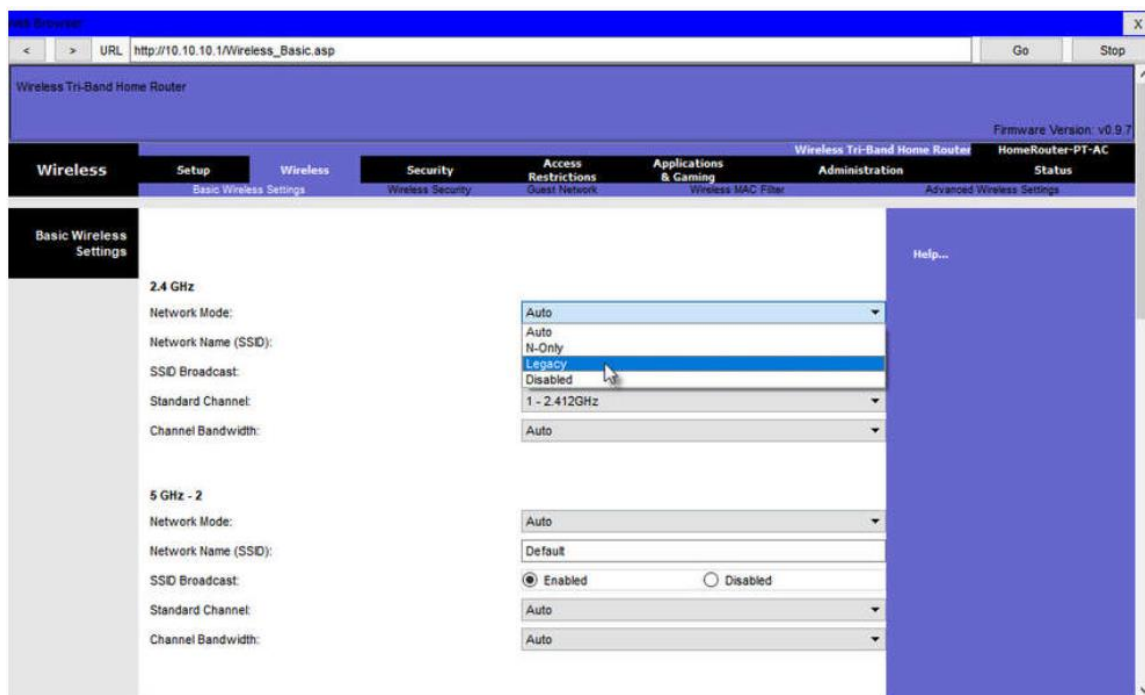 Web Browser
X
< > URL http://10.10.10.1/Wireless_Basic.asp Go Stop
Wireless Tri-Band Home Router
Firmware Version: v0.9.7
Wireless Tri-Band Home Router HomeRouter-PT-AC
Wireless Setup Wireless Security Access Restrictions Applications & Gaming Administration Status
Basic Wireless Settings Wireless Security Guest Network Wireless MAC Filter Advanced Wireless Settings
Basic Wireless
Settings
Help...
2.4 GHz
Network Mode: Auto
Auto
Network Name (SSID): N-Only
Legacy
SSID Broadcast: Disabled
Standard Channel: 1 - 2.412GHz
Channel Bandwidth: Auto
5 GHz - 2
Network Mode: Auto
Network Name (SSID): Default
SSID Broadcast: Enabled Disabled
Standard Channel: Auto
Channel Bandwidth: Auto